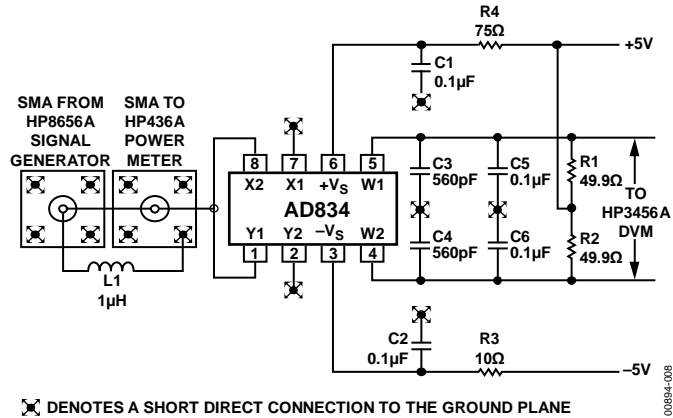 R4
75Ω
+5V
C1
0.1µF
SMA FROM
HP8656A
SIGNAL
GENERATOR
SMA TO
HP436A
POWER
METER
8
7
6
5
X2
X1
+VS
W1
AD834
Y1
Y2
–VS
W2
1
2
3
4
L1
1µH
C3
560pF
C5
0.1µF
R1
49.9Ω
TO
HP3456A
DVM
C4
560pF
C6
0.1µF
R2
49.9Ω
C2
0.1µF
R3
10Ω
–5V
DENOTES A SHORT DIRECT CONNECTION TO THE GROUND PLANE
00894-008